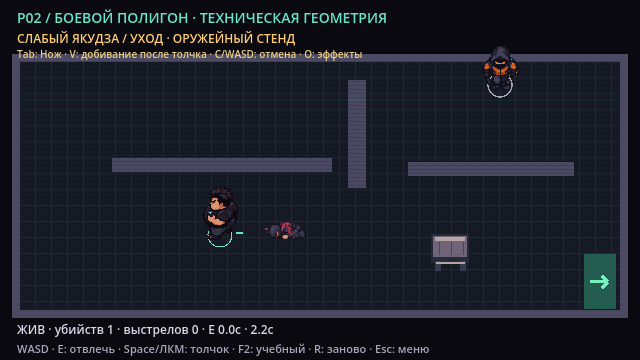 P02 / БОЕВОЙ ПОЛИГОН · ТЕХНИЧЕСКАЯ ГЕОМЕТРИЯ
СЛАБЫЙ ЯКУДЗА / УХОД · ОРУЖЕЙНЫЙ СТЕНД
Tab: Нож · V: добивание после толчка · C/WASD: отмена · O: эффекты
ЖИВ · убийств 1 · выстрелов 0 · E 0.0с · 2.2с
WASD · E: отвлечь · Space/ЛКМ: толчок · F2: учебный · R: заново · Esc: меню